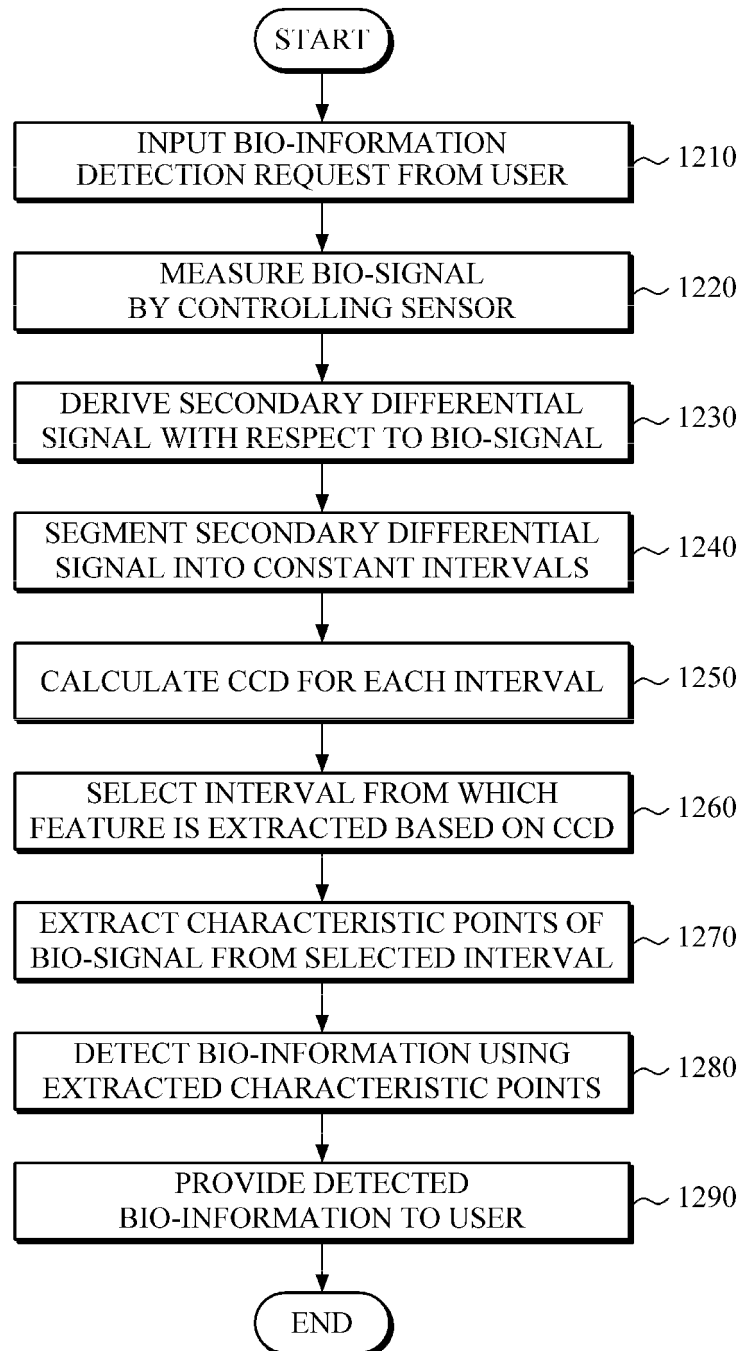 START
INPUT BIO-INFORMATION
DETECTION REQUEST FROM USER
1210
MEASURE BIO-SIGNAL
BY CONTROLLING SENSOR
1220
DERIVE SECONDARY DIFFERENTIAL
SIGNAL WITH RESPECT TO BIO-SIGNAL
1230
SEGMENT SECONDARY DIFFERENTIAL
SIGNAL INTO CONSTANT INTERVALS
1240
CALCULATE CCD FOR EACH INTERVAL
1250
SELECT INTERVAL FROM WHICH
FEATURE IS EXTRACTED BASED ON CCD
1260
EXTRACT CHARACTERISTIC POINTS OF
BIO-SIGNAL FROM SELECTED INTERVAL
1270
DETECT BIO-INFORMATION USING
EXTRACTED CHARACTERISTIC POINTS
1280
PROVIDE DETECTED
BIO-INFORMATION TO USER
1290
END